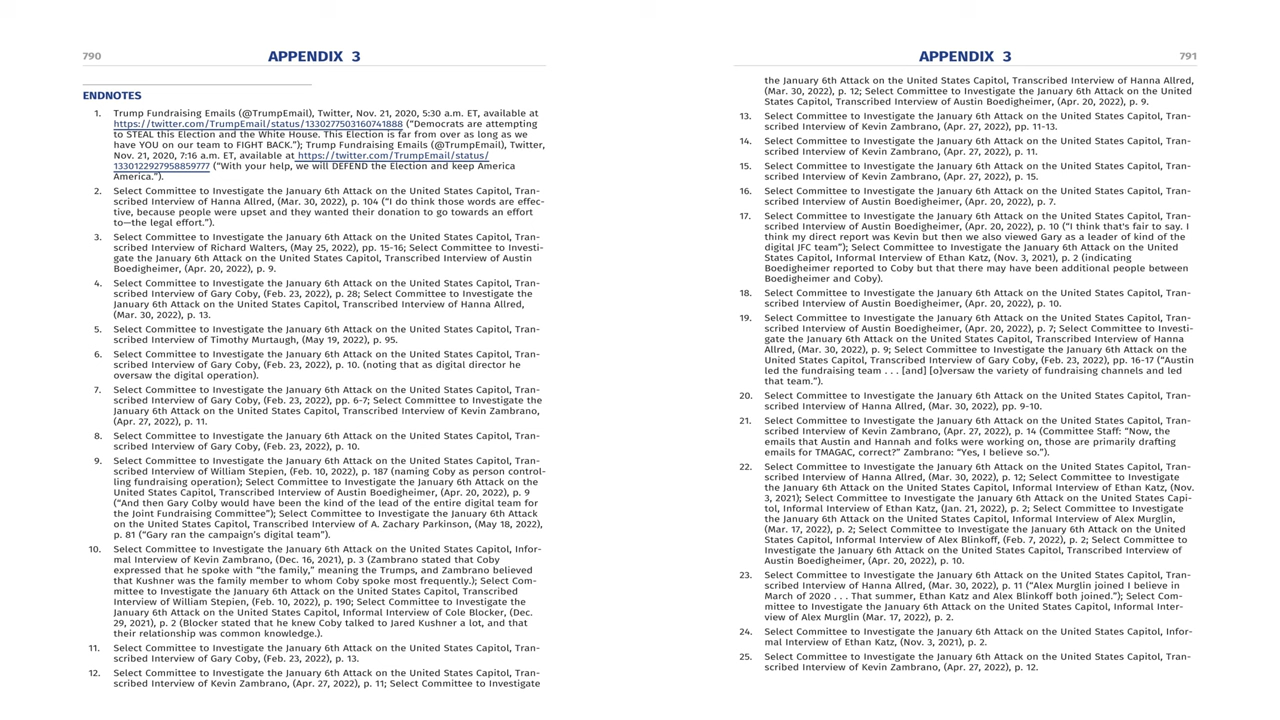 790
APPENDIX 3
ENDNOTES
1. Trump Fundraising Emails (@TrumpEmail), Twitter, Nov. 21, 2020, 5:30 a.m. ET, available at
https://twitter.com/TrumpEmail/status/1330277503160741888 (“Democrats are attempting
to STEAL this Election and the White House. This Election is far from over as long as we
have YOU on our team to FIGHT BACK.”); Trump Fundraising Emails (@TrumpEmail), Twitter,
Nov. 21, 2020, 7:16 a.m. ET, available at https://twitter.com/TrumpEmail/status/
1330122927958859777 (“With your help, we will DEFEND the Election and keep America
America.”).
2. Select Committee to Investigate the January 6th Attack on the United States Capitol, Tran-
scribed Interview of Hanna Allred, (Mar. 30, 2022), p. 104 (“I do think those words are effec-
tive, because people were upset and they wanted their donation to go towards an effort
to—the legal effort.”).
3. Select Committee to Investigate the January 6th Attack on the United States Capitol, Tran-
scribed Interview of Richard Walters, (May 25, 2022), pp. 15-16; Select Committee to Investi-
gate the January 6th Attack on the United States Capitol, Transcribed Interview of Austin
Boedigheimer, (Apr. 20, 2022), p. 9.
4. Select Committee to Investigate the January 6th Attack on the United States Capitol, Tran-
scribed Interview of Gary Coby, (Feb. 23, 2022), p. 28; Select Committee to Investigate the
January 6th Attack on the United States Capitol, Transcribed Interview of Hanna Allred,
(Mar. 30, 2022), p. 13.
5. Select Committee to Investigate the January 6th Attack on the United States Capitol, Tran-
scribed Interview of Timothy Murtaugh, (May 19, 2022), p. 95.
6. Select Committee to Investigate the January 6th Attack on the United States Capitol, Tran-
scribed Interview of Gary Coby, (Feb. 23, 2022), p. 10. (noting that as digital director he
oversaw the digital operation).
7. Select Committee to Investigate the January 6th Attack on the United States Capitol, Tran-
scribed Interview of Gary Coby, (Feb. 23, 2022), pp. 6-7; Select Committee to Investigate the
January 6th Attack on the United States Capitol, Transcribed Interview of Kevin Zambrano,
(Apr. 27, 2022), p. 11.
8. Select Committee to Investigate the January 6th Attack on the United States Capitol, Tran-
scribed Interview of Gary Coby, (Feb. 23, 2022), p. 10.
9. Select Committee to Investigate the January 6th Attack on the United States Capitol, Tran-
scribed Interview of William Stepien, (Feb. 10, 2022), p. 187 (naming Coby as person control-
ling fundraising operation); Select Committee to Investigate the January 6th Attack on the
United States Capitol, Transcribed Interview of Austin Boedigheimer, (Apr. 20, 2022), p. 9
(“And then Gary Colby would have been the kind of the lead of the entire digital team for
the Joint Fundraising Committee”); Select Committee to Investigate the January 6th Attack
on the United States Capitol, Transcribed Interview of A. Zachary Parkinson, (May 18, 2022),
p. 81 (“Gary ran the campaign’s digital team”).
10. Select Committee to Investigate the January 6th Attack on the United States Capitol, Infor-
mal Interview of Kevin Zambrano, (Dec. 16, 2021), p. 3 (Zambrano stated that Coby
expressed that he spoke with “the family,” meaning the Trumps, and Zambrano believed
that Kushner was the family member to whom Coby spoke most frequently.); Select Com-
mittee to Investigate the January 6th Attack on the United States Capitol, Transcribed
Interview of William Stepien, (Feb. 10, 2022), p. 190; Select Committee to Investigate the
January 6th Attack on the United States Capitol, Informal Interview of Cole Blocker, (Dec.
29, 2021), p. 2 (Blocker stated that he knew Coby talked to Jared Kushner a lot, and that
their relationship was common knowledge.).
11. Select Committee to Investigate the January 6th Attack on the United States Capitol, Tran-
scribed Interview of Gary Coby, (Feb. 23, 2022), p. 13.
12. Select Committee to Investigate the January 6th Attack on the United States Capitol, Tran-
scribed Interview of Kevin Zambrano, (Apr. 27, 2022), p. 11; Select Committee to Investigate
APPENDIX 3
791
the January 6th Attack on the United States Capitol, Transcribed Interview of Hanna Allred,
(Mar. 30, 2022), p. 12; Select Committee to Investigate the January 6th Attack on the United
States Capitol, Transcribed Interview of Austin Boedigheimer, (Apr. 20, 2022), p. 9.
13. Select Committee to Investigate the January 6th Attack on the United States Capitol, Tran-
scribed Interview of Kevin Zambrano, (Apr. 27, 2022), pp. 11-13.
14. Select Committee to Investigate the January 6th Attack on the United States Capitol, Tran-
scribed Interview of Kevin Zambrano, (Apr. 27, 2022), p. 11.
15. Select Committee to Investigate the January 6th Attack on the United States Capitol, Tran-
scribed Interview of Kevin Zambrano, (Apr. 27, 2022), p. 15.
16. Select Committee to Investigate the January 6th Attack on the United States Capitol, Tran-
scribed Interview of Austin Boedigheimer, (Apr. 20, 2022), p. 7.
17. Select Committee to Investigate the January 6th Attack on the United States Capitol, Tran-
scribed Interview of Austin Boedigheimer, (Apr. 20, 2022), p. 10 (“I think that's fair to say. I
think my direct report was Kevin but then we also viewed Gary as a leader of kind of the
digital JFC team”); Select Committee to Investigate the January 6th Attack on the United
States Capitol, Informal Interview of Ethan Katz, (Nov. 3, 2021), p. 2 (indicating
Boedigheimer reported to Coby but that there may have been additional people between
Boedigheimer and Coby).
18. Select Committee to Investigate the January 6th Attack on the United States Capitol, Tran-
scribed Interview of Austin Boedigheimer, (Apr. 20, 2022), p. 10.
19. Select Committee to Investigate the January 6th Attack on the United States Capitol, Tran-
scribed Interview of Austin Boedigheimer, (Apr. 20, 2022), p. 7; Select Committee to Investi-
gate the January 6th Attack on the United States Capitol, Transcribed Interview of Hanna
Allred, (Mar. 30, 2022), p. 9; Select Committee to Investigate the January 6th Attack on the
United States Capitol, Transcribed Interview of Gary Coby, (Feb. 23, 2022), pp. 16-17 (“Austin
led the fundraising team . . . [and] [o]versaw the variety of fundraising channels and led
that team.”).
20. Select Committee to Investigate the January 6th Attack on the United States Capitol, Tran-
scribed Interview of Hanna Allred, (Mar. 30, 2022), pp. 9-10.
21. Select Committee to Investigate the January 6th Attack on the United States Capitol, Tran-
scribed Interview of Kevin Zambrano, (Apr. 27, 2022), p. 14 (Committee Staff: “Now, the
emails that Austin and Hannah and folks were working on, those are primarily drafting
emails for TMAGAC, correct?” Zambrano: “Yes, I believe so.”).
22. Select Committee to Investigate the January 6th Attack on the United States Capitol, Tran-
scribed Interview of Hanna Allred, (Mar. 30, 2022), p. 12; Select Committee to Investigate
the January 6th Attack on the United States Capitol, Informal Interview of Ethan Katz, (Nov.
3, 2021); Select Committee to Investigate the January 6th Attack on the United States Capi-
tol, Informal Interview of Ethan Katz, (Jan. 21, 2022), p. 2; Select Committee to Investigate
the January 6th Attack on the United States Capitol, Informal Interview of Alex Murglin,
(Mar. 17, 2022), p. 2; Select Committee to Investigate the January 6th Attack on the United
States Capitol, Informal Interview of Alex Blinkoff, (Feb. 7, 2022), p. 2; Select Committee to
Investigate the January 6th Attack on the United States Capitol, Transcribed Interview of
Austin Boedigheimer, (Apr. 20, 2022), p. 10.
23. Select Committee to Investigate the January 6th Attack on the United States Capitol, Tran-
scribed Interview of Hanna Allred, (Mar. 30, 2022), p. 11 (“Alex Murglin joined I believe in
March of 2020 . . . That summer, Ethan Katz and Alex Blinkoff both joined.”); Select Com-
mittee to Investigate the January 6th Attack on the United States Capitol, Informal Inter-
view of Alex Murglin (Mar. 17, 2022), p. 2.
24. Select Committee to Investigate the January 6th Attack on the United States Capitol, Infor-
mal Interview of Ethan Katz, (Nov. 3, 2021), p. 2.
25. Select Committee to Investigate the January 6th Attack on the United States Capitol, Tran-
scribed Interview of Kevin Zambrano, (Apr. 27, 2022), p. 12.